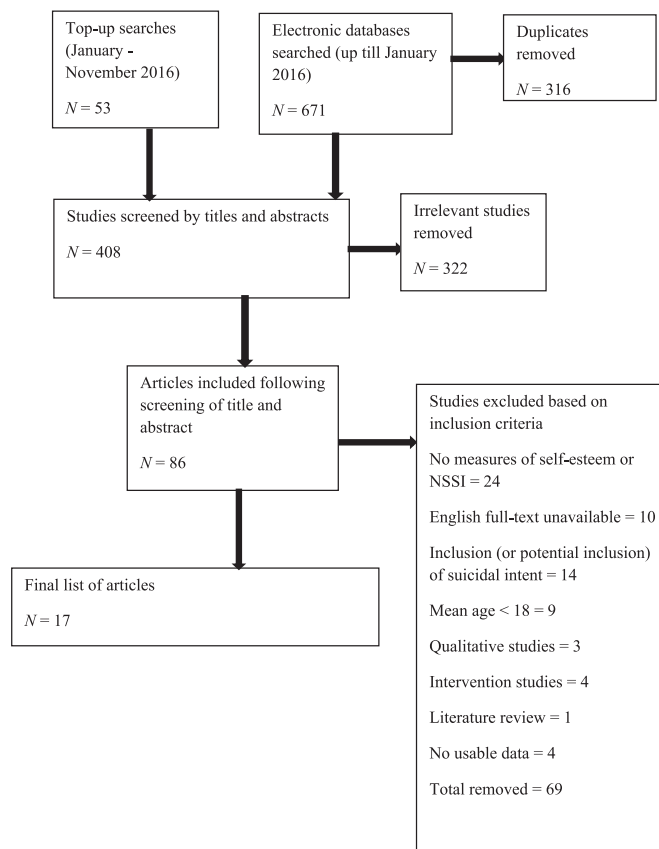 Top-up searches
(January -
November 2016)
N = 53
Electronic databases
searched (up till January
2016)
N = 671
Duplicates
removed
N = 316
Studies screened by titles and abstracts
N = 408
Irrelevant studies
removed
N = 322
Articles included following
screening of title and
abstract
N = 86
Studies excluded based on
inclusion criteria
No measures of self-esteem or
NSSI = 24
English full-text unavailable = 10
Inclusion (or potential inclusion)
of suicidal intent = 14
Mean age < 18 = 9
Qualitative studies = 3
Intervention studies = 4
Literature review = 1
No usable data = 4
Total removed = 69
Final list of articles
N = 17